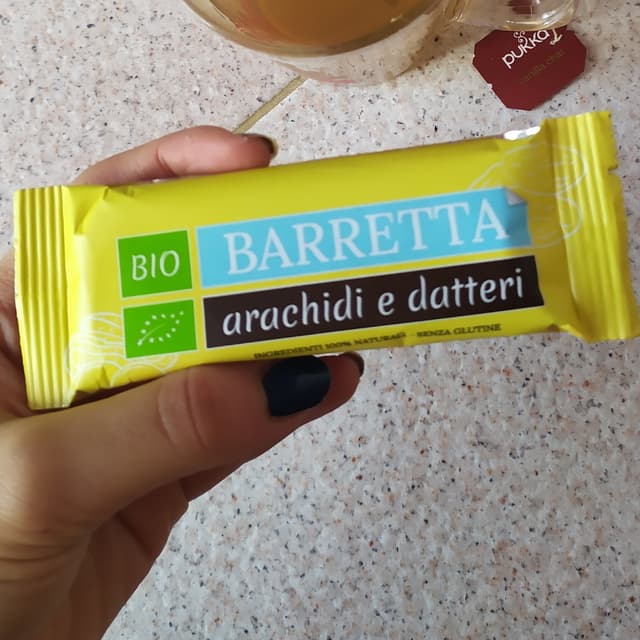 pukka
vanilla chai
BIO
BARRETTA
arachidi e datteri
INGREDIENTI 100% NATURALI - SENZA GLUTINE